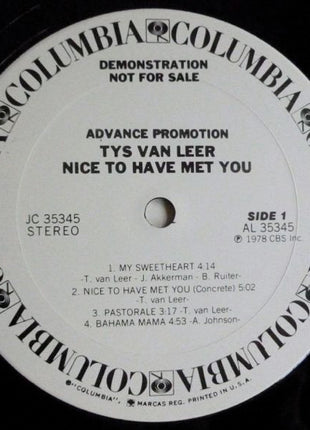 COLUMBIA COLUMBIA
DEMONSTRATION
NOT FOR SALE
ADVANCE PROMOTION
TYS VAN LEER
NICE TO HAVE MET YOU
JC 35345
STEREO
SIDE 1
AL 35345
Ⓟ 1978 CBS Inc.
1. MY SWEETHEART 4:14
-T. van Leer - J. Akkerman - B. Ruiter-
2. NICE TO HAVE MET YOU (Concrete) 5:02
-T. van Leer-
3. PASTORALE 3:17 -T. van Leer-
4. BAHAMA MAMA 4:53 -A. Johnson-
COLUMBIA COLUMBIA
®"COLUMBIA", MARCAS REG. PRINTED IN U.S.A.